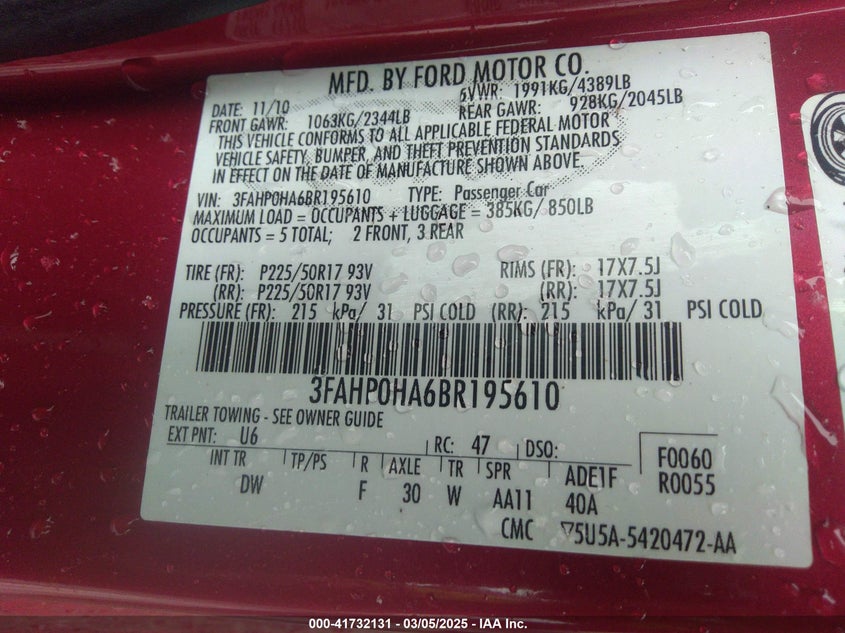 MFD. BY FORD MOTOR CO.
DATE: 11/10 GVWR: 1991KG/4389LB
FRONT GAWR: 1063KG/2344LB REAR GAWR: 928KG/2045LB
THIS VEHICLE CONFORMS TO ALL APPLICABLE FEDERAL MOTOR
VEHICLE SAFETY, BUMPER, AND THEFT PREVENTION STANDARDS
IN EFFECT ON THE DATE OF MANUFACTURE SHOWN ABOVE.
VIN: 3FAHP0HA6BR195610 TYPE: Passenger Car
MAXIMUM LOAD = OCCUPANTS + LUGGAGE = 385KG/850LB
OCCUPANTS = 5 TOTAL; 2 FRONT, 3 REAR
TIRE (FR): P225/50R17 93V RIMS (FR): 17X7.5J
(RR): P225/50R17 93V (RR): 17X7.5J
PRESSURE (FR): 215 kPa/ 31 PSI COLD (RR): 215 kPa/ 31 PSI COLD
3FAHP0HA6BR195610
TRAILER TOWING - SEE OWNER GUIDE
EXT PNT: U6 RC: 47 DSO: F0060
INT TR TP/PS R AXLE TR SPR ADE1F R0055
DW F 30 W AA11 40A
CMC ▽5U5A-5420472-AA
000-41732131 - 03/05/2025 - IAA Inc.